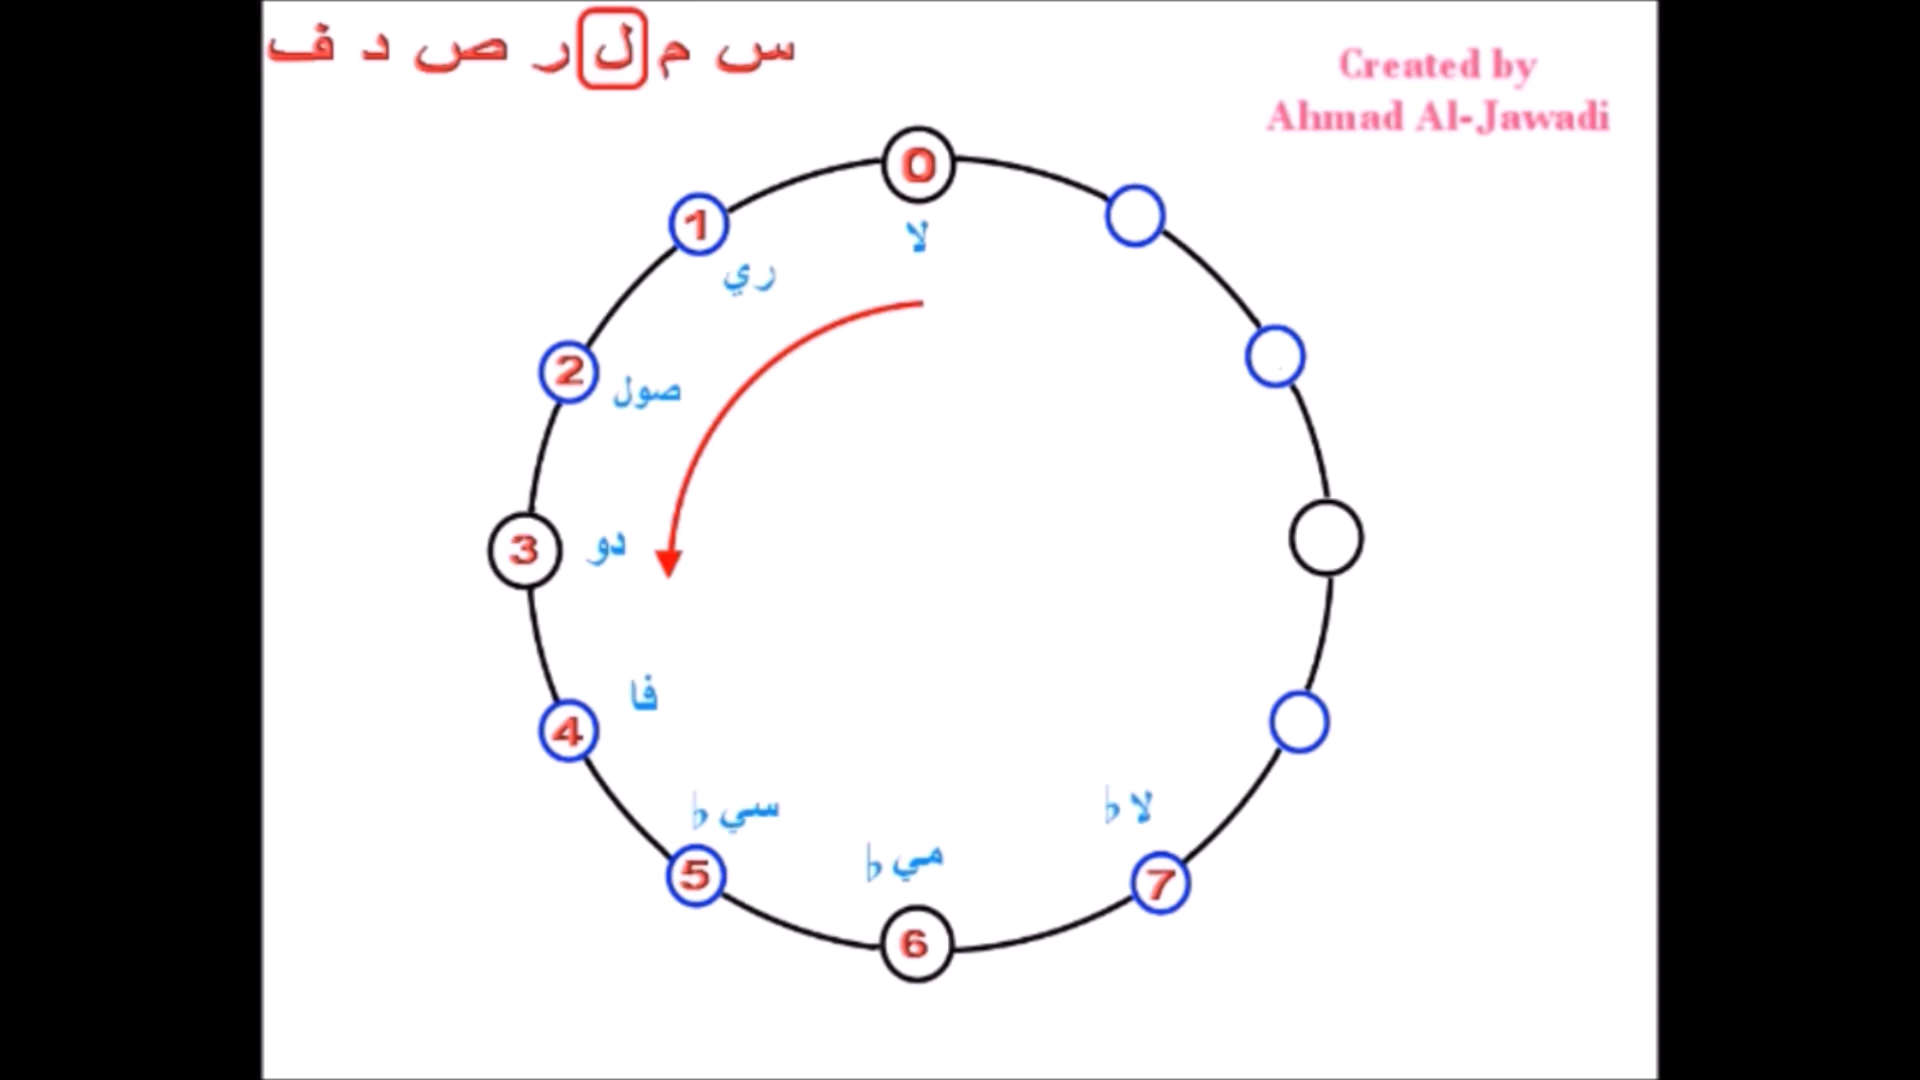 س م ل ر ص د ف
Created by
Ahmad Al-Jawadi
0
لا
1
ري
2
صول
3
دو
4
فا
5
سي ♭
6
مي ♭
7
لا ♭